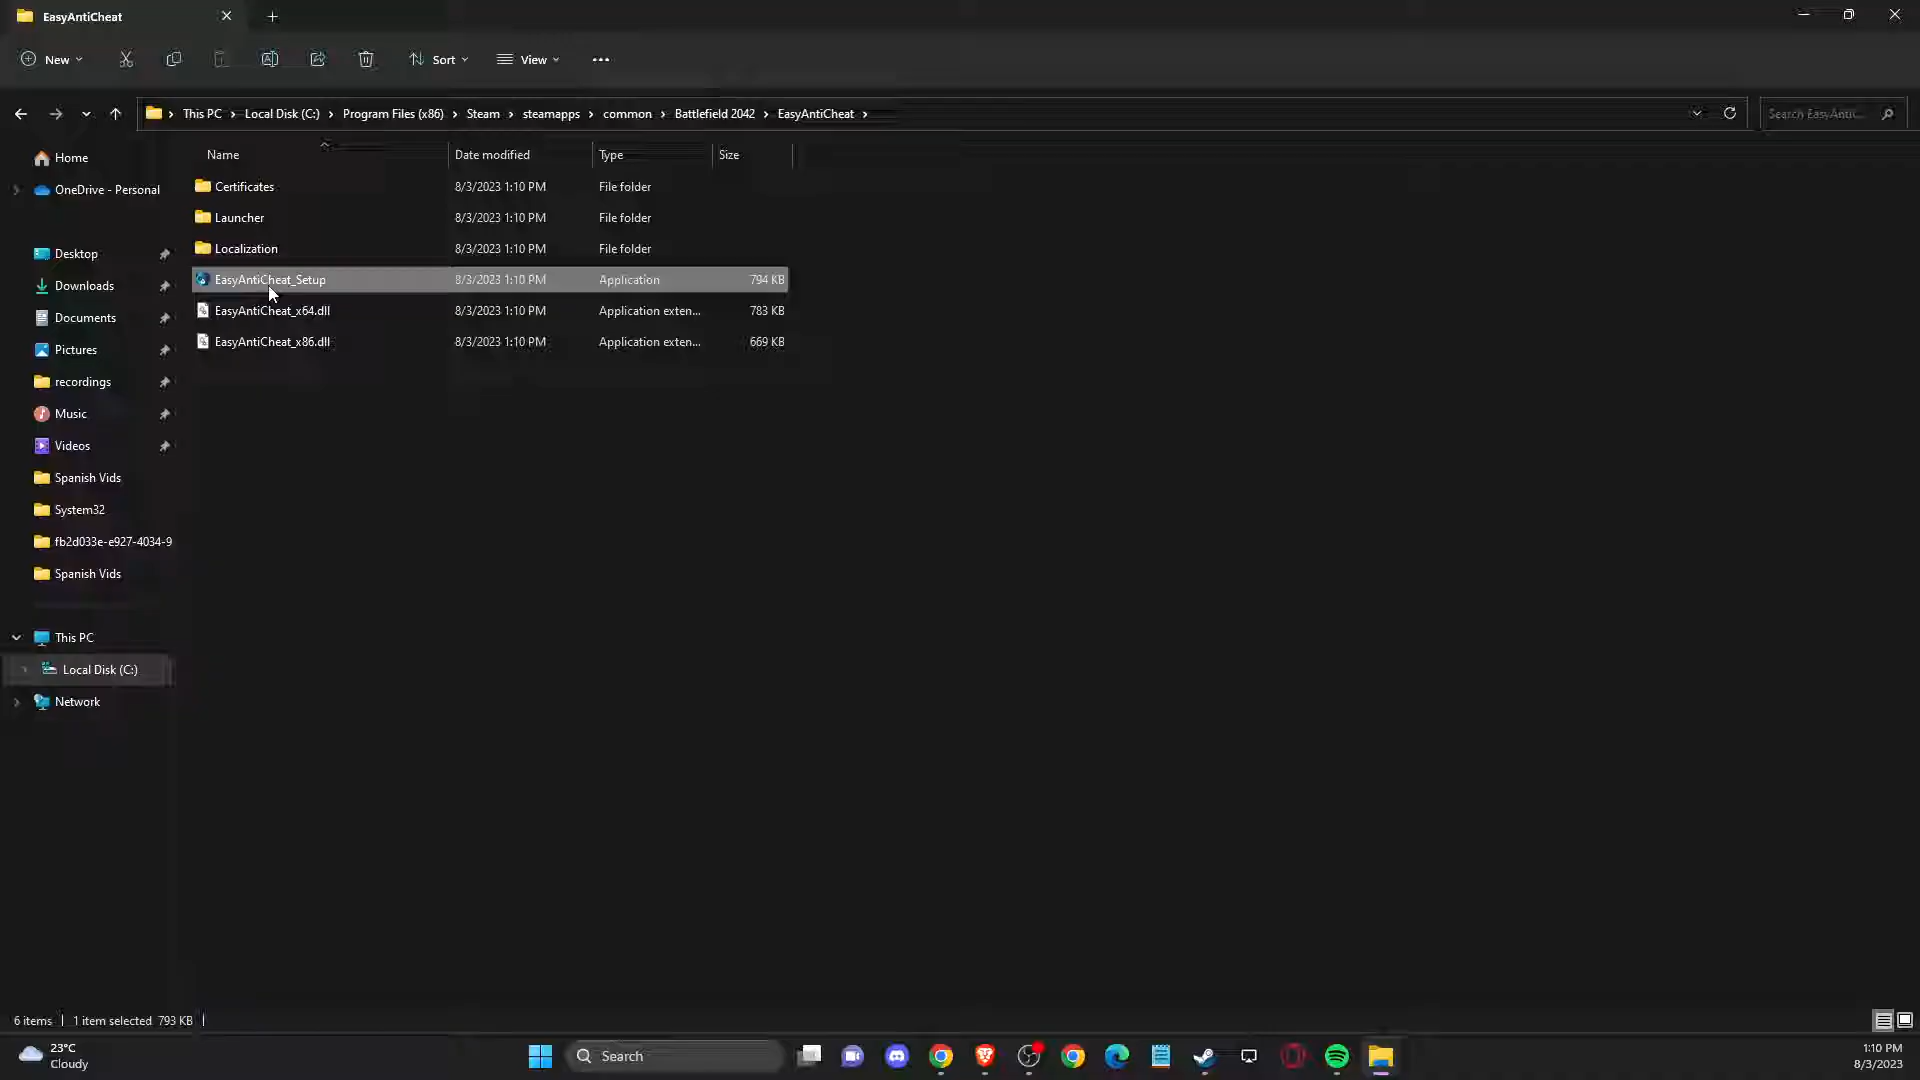 EasyAntiCheat
New
Sort
View
This PC
Local Disk (C:)
Program Files (x86)
Steam
steamapps
common
Battlefield 2042
EasyAntiCheat
Search EasyAntiC...
Name
Date modified
Type
Size
Certificates 8/3/2023 1:10 PM File folder
Launcher 8/3/2023 1:10 PM File folder
Localization 8/3/2023 1:10 PM File folder
EasyAntiCheat_Setup 8/3/2023 1:10 PM Application 794 KB
EasyAntiCheat_x64.dll 8/3/2023 1:10 PM Application exten... 783 KB
EasyAntiCheat_x86.dll 8/3/2023 1:10 PM Application exten... 669 KB
Home
OneDrive - Personal
Desktop
Downloads
Documents
Pictures
recordings
Music
Videos
Spanish Vids
System32
fb2d033e-e927-4034-9
Spanish Vids
This PC
Local Disk (C:)
Network
6 items
1 item selected 793 KB
23°C
Cloudy
Search
1:10 PM
8/3/2023